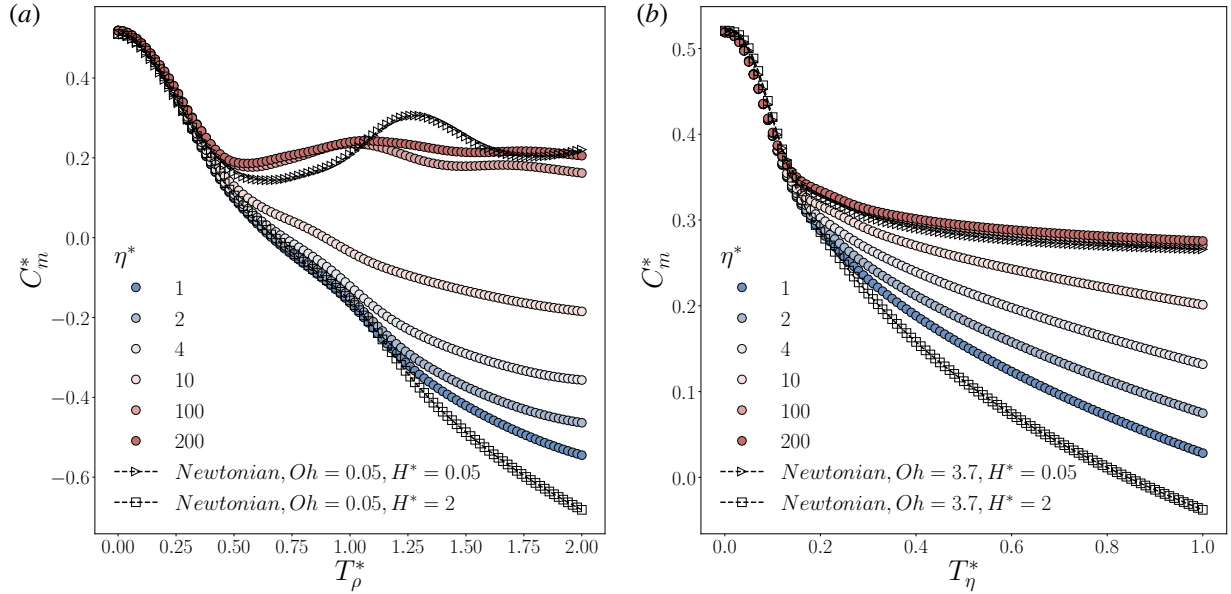 (a)
0.4
0.2
0.0
−0.2
−0.4
−0.6
C*m
η*
1
2
4
10
100
200
Newtonian, Oh = 0.05, H* = 0.05
Newtonian, Oh = 0.05, H* = 2
0.00 0.25 0.50 0.75 1.00 1.25 1.50 1.75 2.00
T*ρ
(b)
0.5
0.4
0.3
0.2
0.1
0.0
C*m
η*
1
2
4
10
100
200
Newtonian, Oh = 3.7, H* = 0.05
Newtonian, Oh = 3.7, H* = 2
0.0 0.2 0.4 0.6 0.8 1.0
T*η